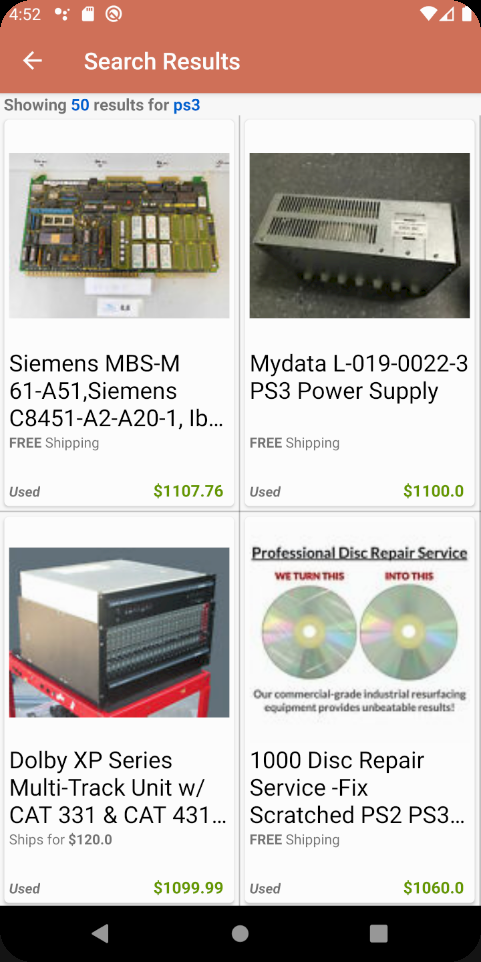 4:52
Search Results
Showing 50 results for ps3
Siemens MBS-M
61-A51,Siemens
C8451-A2-A20-1, Ib...
FREE Shipping
Used
$1107.76
Mydata L-019-0022-3
PS3 Power Supply
FREE Shipping
Used
$1100.0
Dolby XP Series
Multi-Track Unit w/
CAT 331 & CAT 431...
Ships for $120.0
Used
$1099.99
Professional Disc Repair Service
WE TURN THIS
INTO THIS
Our commercial-grade industrial resurfacing
equipment provides unbeatable results!
1000 Disc Repair
Service -Fix
Scratched PS2 PS3...
FREE Shipping
Used
$1060.0